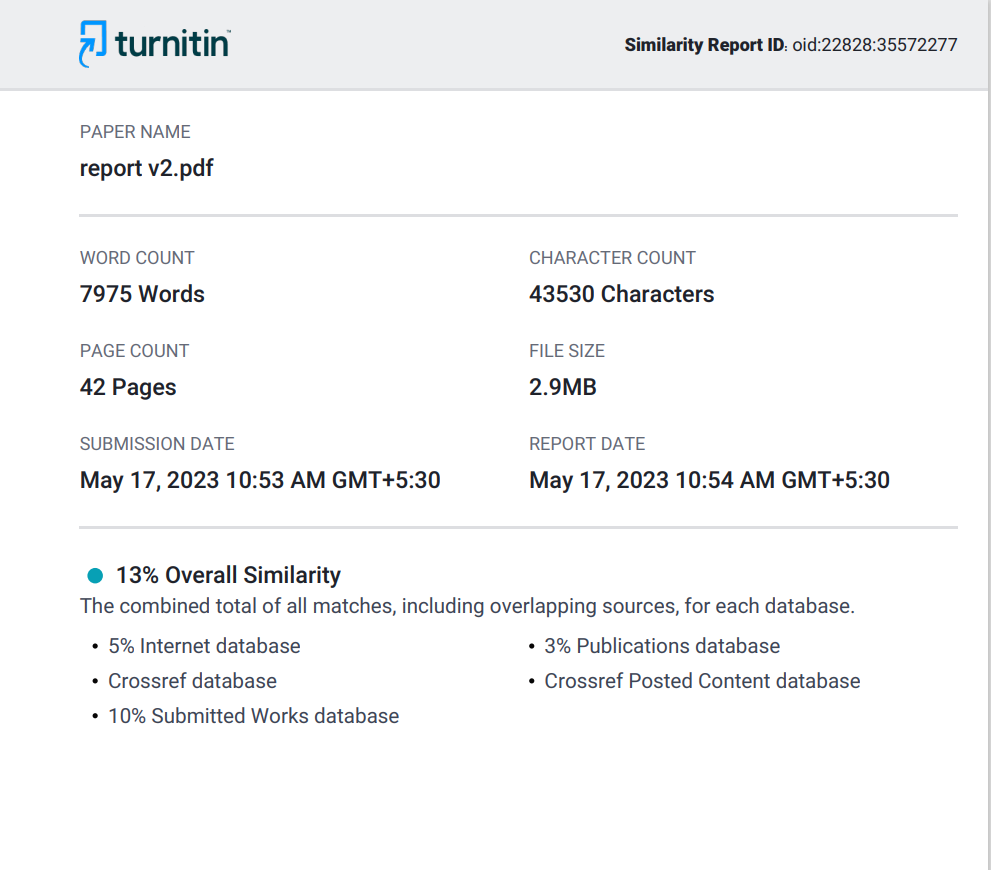 turnitin™
Similarity Report ID: oid:22828:35572277
PAPER NAME
report v2.pdf
WORD COUNT
CHARACTER COUNT
7975 Words
43530 Characters
PAGE COUNT
FILE SIZE
42 Pages
2.9MB
SUBMISSION DATE
REPORT DATE
May 17, 2023 10:53 AM GMT+5:30
May 17, 2023 10:54 AM GMT+5:30
13% Overall Similarity
The combined total of all matches, including overlapping sources, for each database.
• 5% Internet database
• 3% Publications database
• Crossref database
• Crossref Posted Content database
• 10% Submitted Works database